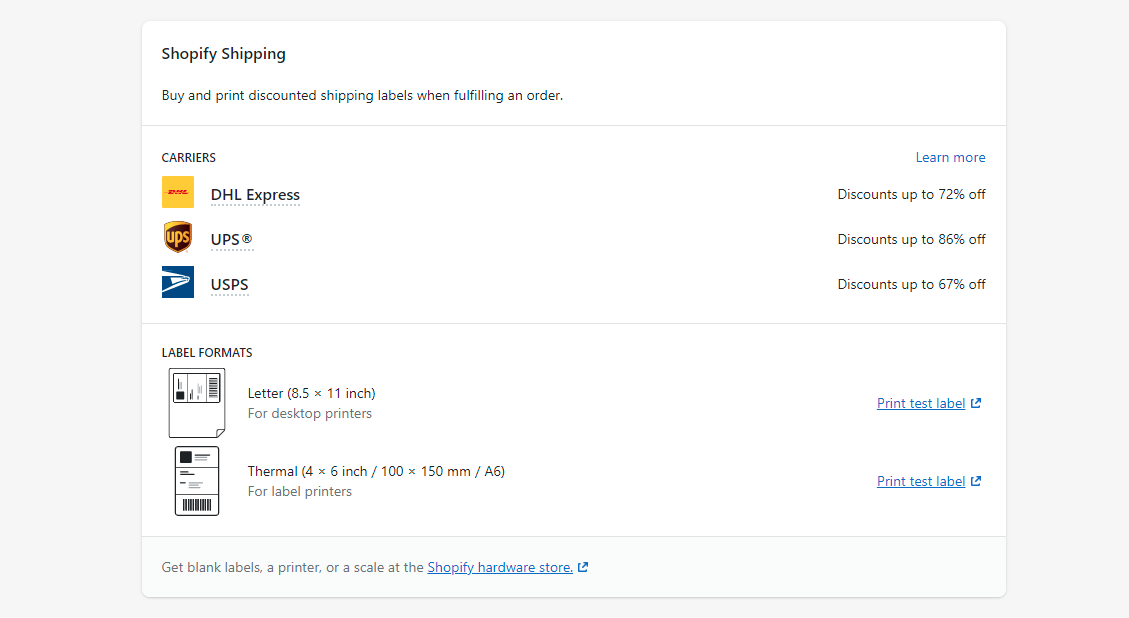 Shopify Shipping
Buy and print discounted shipping labels when fulfilling an order.
CARRIERS
Learn more
DHL
DHL Express
Discounts up to 72% off
ups
UPS®
Discounts up to 86% off
USPS
Discounts up to 67% off
LABEL FORMATS
Letter (8.5 × 11 inch)
For desktop printers
Print test label
Thermal (4 × 6 inch / 100 × 150 mm / A6)
For label printers
Print test label
Get blank labels, a printer, or a scale at the Shopify hardware store.